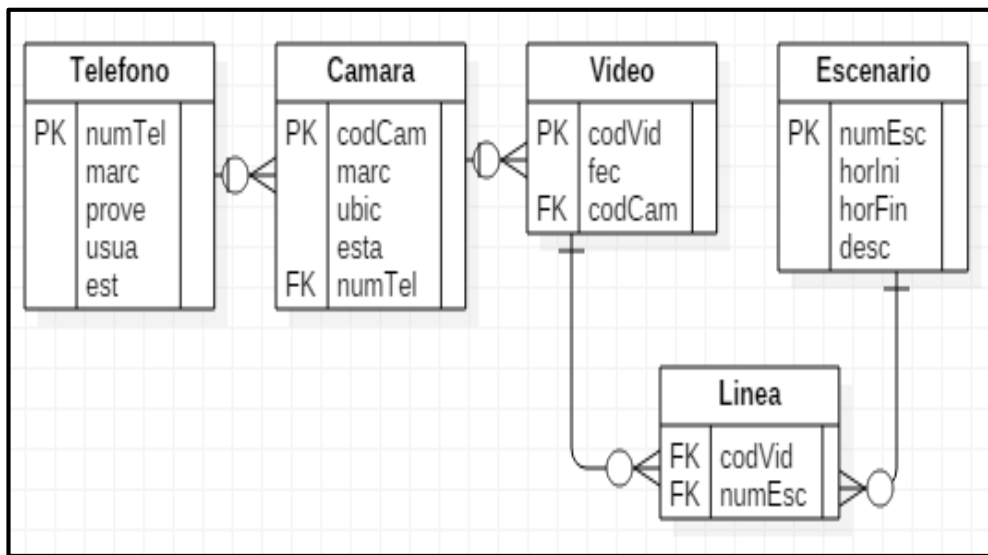 Telefono
PK numTel
marc
prove
usua
est
Camara
PK codCam
marc
ubic
esta
FK numTel
Video
PK codVid
fec
FK codCam
Escenario
PK numEsc
horIni
horFin
desc
Linea
FK codVid
FK numEsc